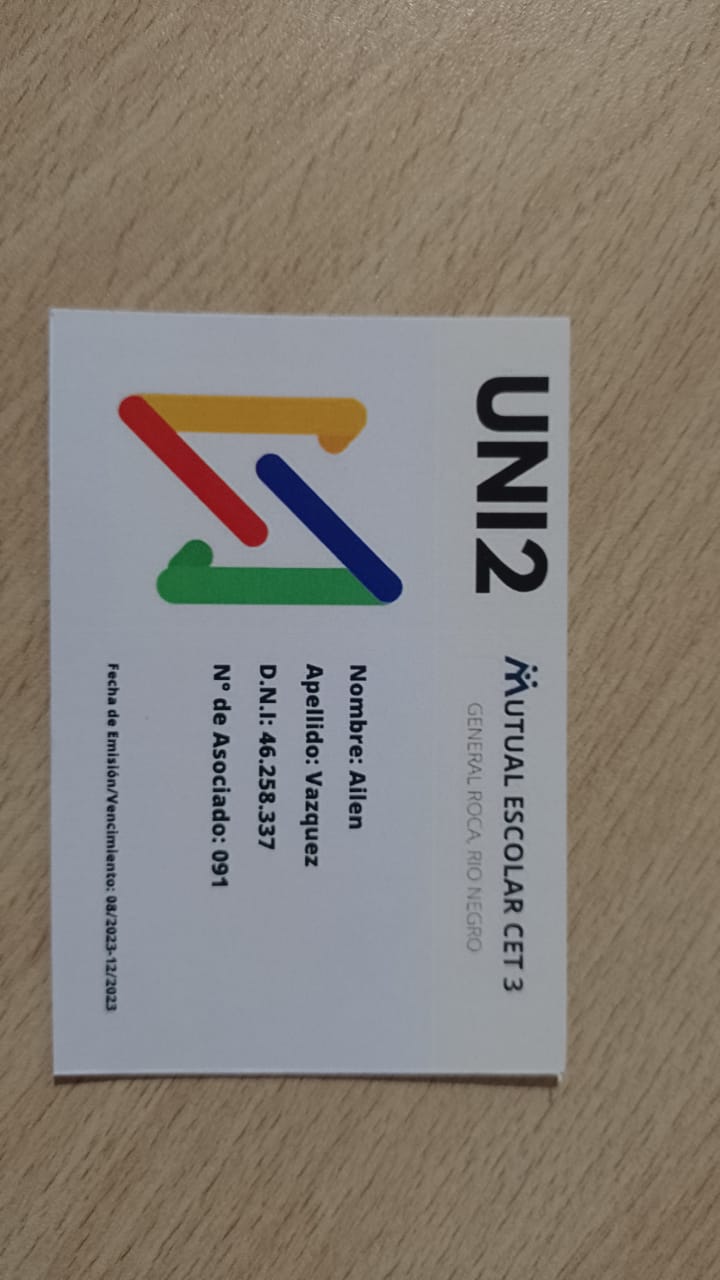 UNI2
MUTUAL ESCOLAR CET 3
GENERAL ROCA, RIO NEGRO
Nombre: Ailen
Apellido: Vazquez
D.N.I: 46.258.337
N° de Asociado: 091
Fecha de Emisión/Vencimiento: 08/2023-12/2023